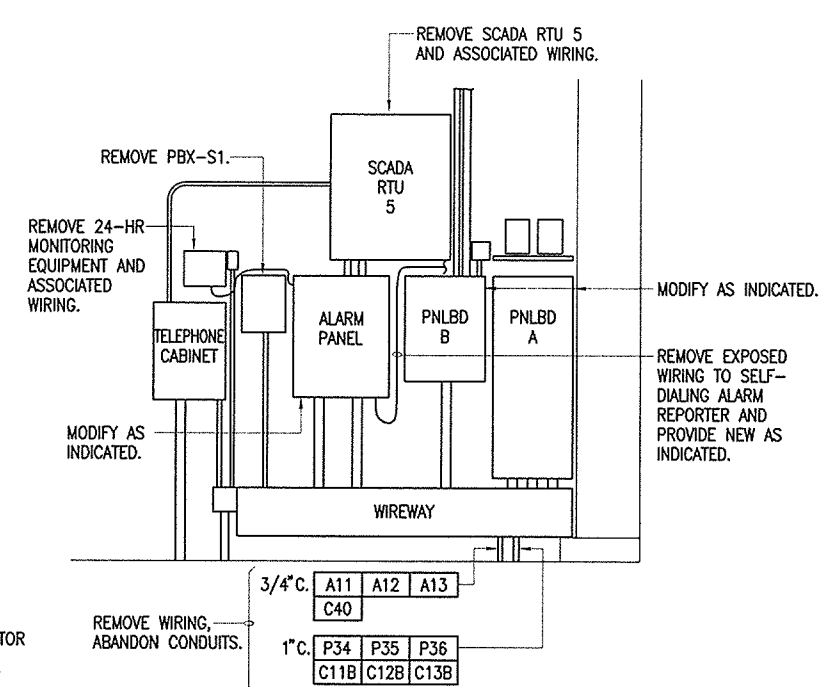 REMOVE SCADA RTU 5
AND ASSOCIATED WIRING.
REMOVE PBX-S1.
SCADA
RTU
5
REMOVE 24-HR
MONITORING
EQUIPMENT AND
ASSOCIATED
WIRING.
MODIFY AS INDICATED.
TELEPHONE
CABINET
ALARM
PANEL
PNLBD
B
PNLBD
A
REMOVE EXPOSED
WIRING TO SELF-
DIALING ALARM
REPORTER AND
PROVIDE NEW AS
INDICATED.
MODIFY AS
INDICATED.
WIREWAY
3/4"C. A11 A12 A13
C40
REMOVE WIRING,
ABANDON CONDUITS.
TOR
1"C. P34 P35 P36
C11B C12B C13B